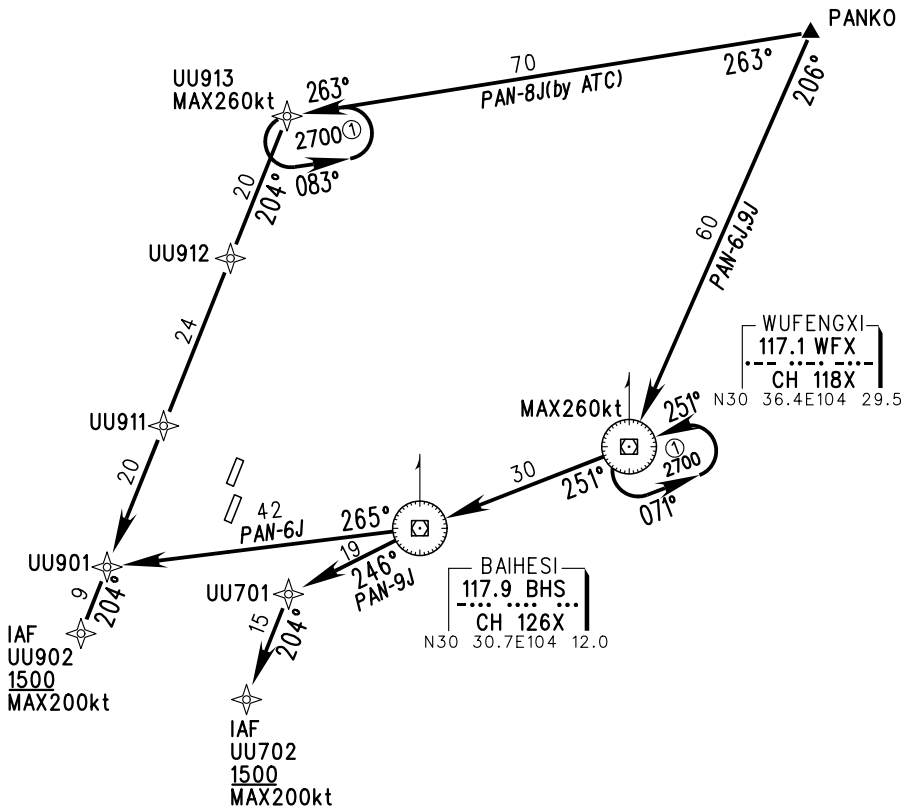 PANKO
263°
206°
70
PAN-8J(by ATC)
UU913
MAX260kt
263°
2700①
083°
20
204°
60
PAN-6J,9J
UU912
24
WUFENGXI
117.1 WFX
CH 118X
N30 36.4E104 29.5
MAX260kt
251°
①
2700
071°
UU911
30
251°
20
42
PAN-6J
265°
19
246°
PAN-9J
BAIHESI
117.9 BHS
CH 126X
N30 30.7E104 12.0
UU901
9
204°
UU701
15
204°
IAF
UU902
1500
MAX200kt
IAF
UU702
1500
MAX200kt